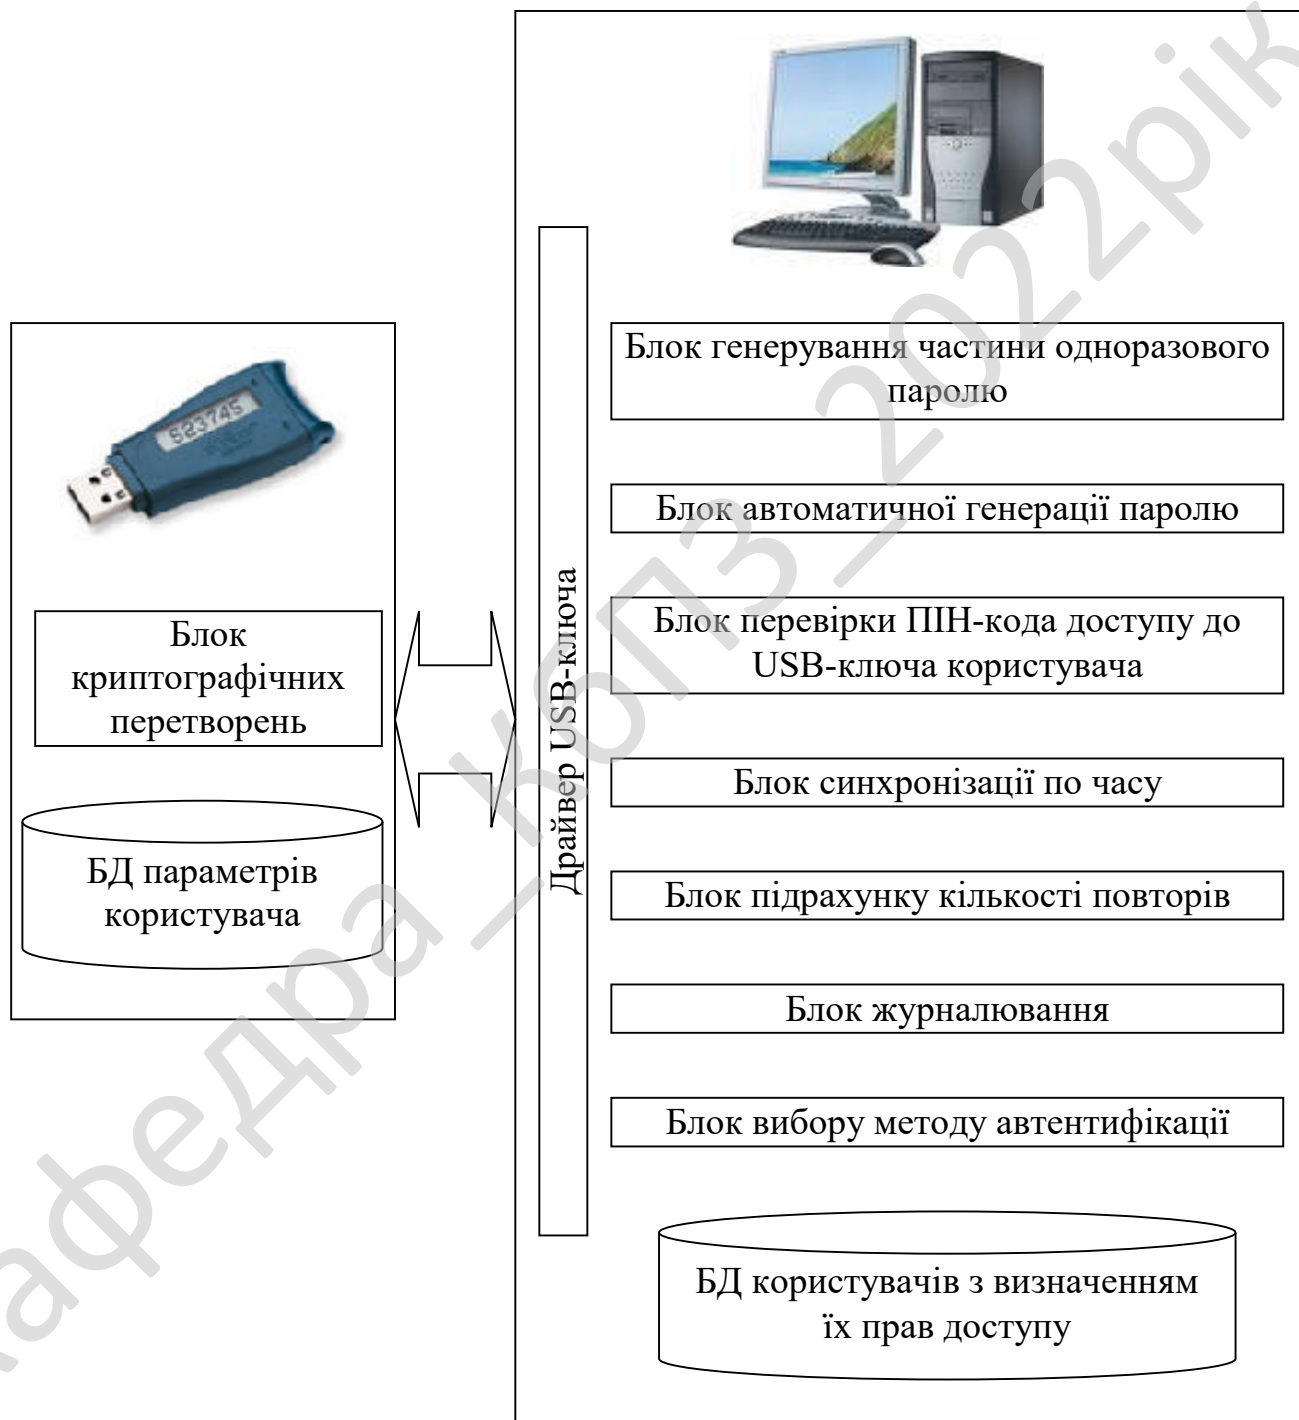 523745
Блок
криптографічних
перетворень
БД параметрів
користувача
Драйвер USB-ключа
Блок генерування частини одноразового
паролю
Блок автоматичної генерації паролю
Блок перевірки ПІН-кода доступу до
USB-ключа користувача
Блок синхронізації по часу
Блок підрахунку кількості повторів
Блок журналювання
Блок вибору методу автентифікації
БД користувачів з визначенням
їх прав доступу
кафедра_КбПЗ_2022рік